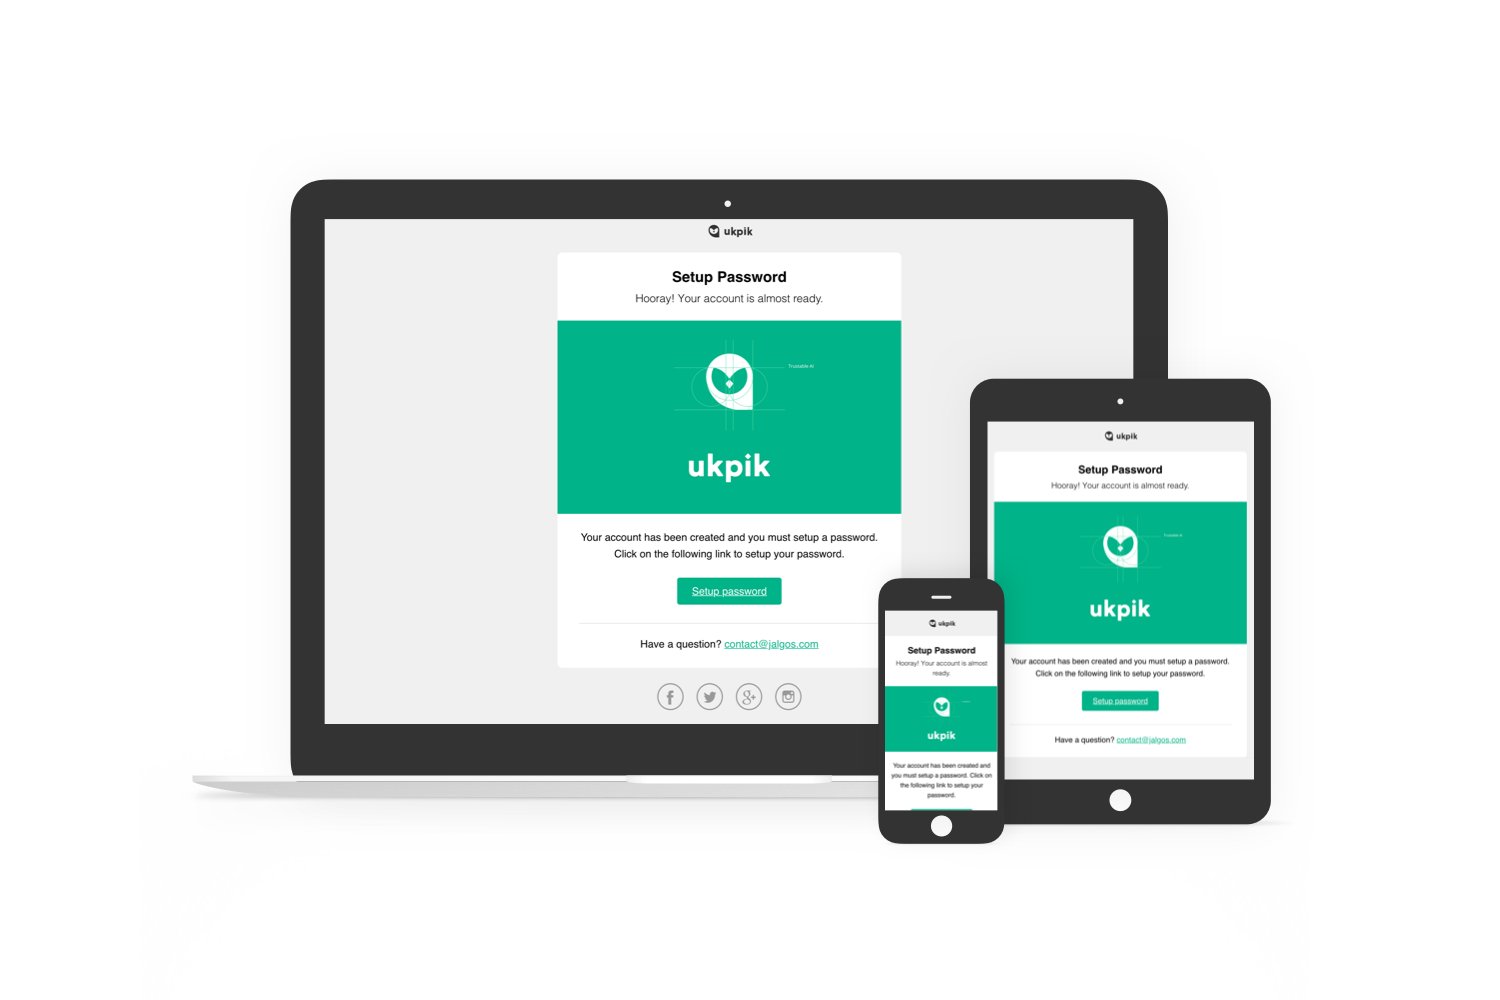 ukpik
Setup Password
Hooray! Your account is almost ready.
Trustable AI
ukpik
Your account has been created and you must setup a password.
Click on the following link to setup your password.
Setup password
Have a question? contact@jalgos.com
ukpik
Setup Password
Hooray! Your account is almost ready.
Trustable AI
ukpik
Your account has been created and you must setup a password.
Click on the following link to setup your password.
Setup password
Have a question? contact@jalgos.com
ukpik
Setup Password
Hooray! Your account is almost
ready.
ukpik
Your account has been created and
you must setup a password. Click on
the following link to setup your
password.